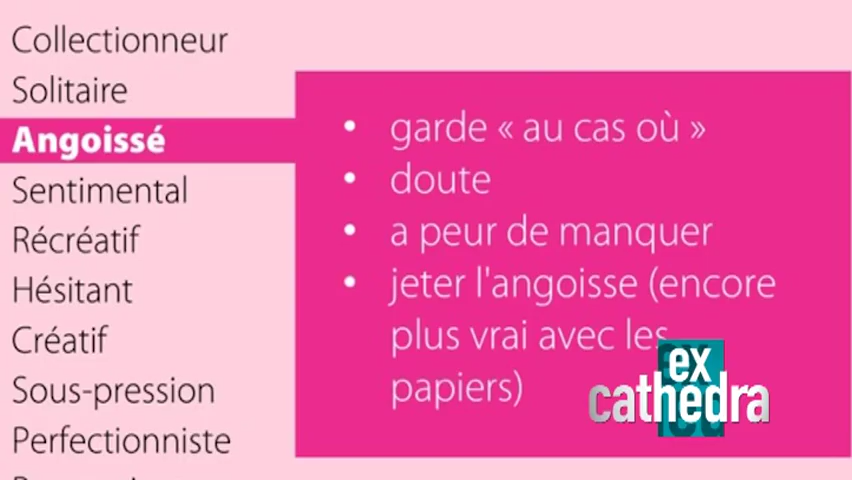 Collectionneur
Solitaire
Angoissé
Sentimental
Récréatif
Hésitant
Créatif
Sous-pression
Perfectionniste
• garde « au cas où »
• doute
• a peur de manquer
• jeter l'angoisse (encore
plus vrai avec les
papiers)
ex
cathedra